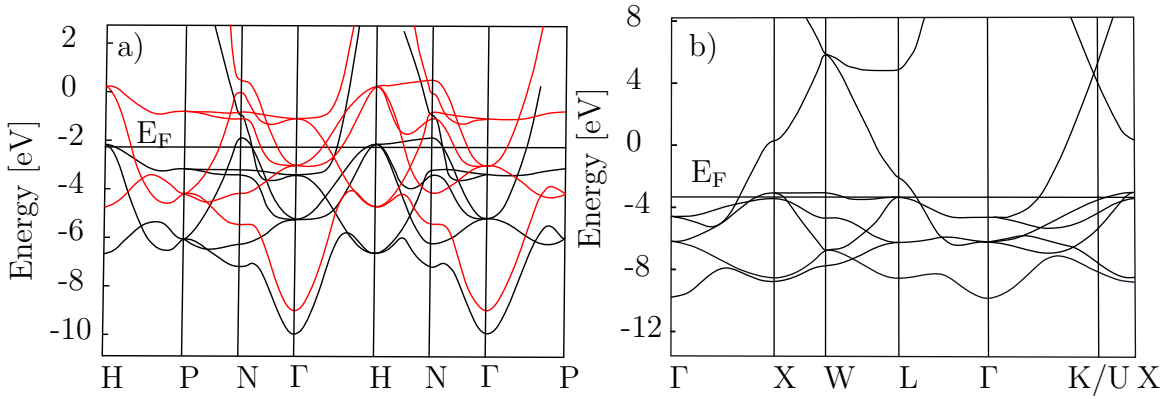 a)
Energy [eV]
2
0
-2
-4
-6
-8
-10
E_F
H P N Γ H N Γ P
b)
Energy [eV]
8
4
0
-4
-8
-12
E_F
Γ X W L Γ K/U X